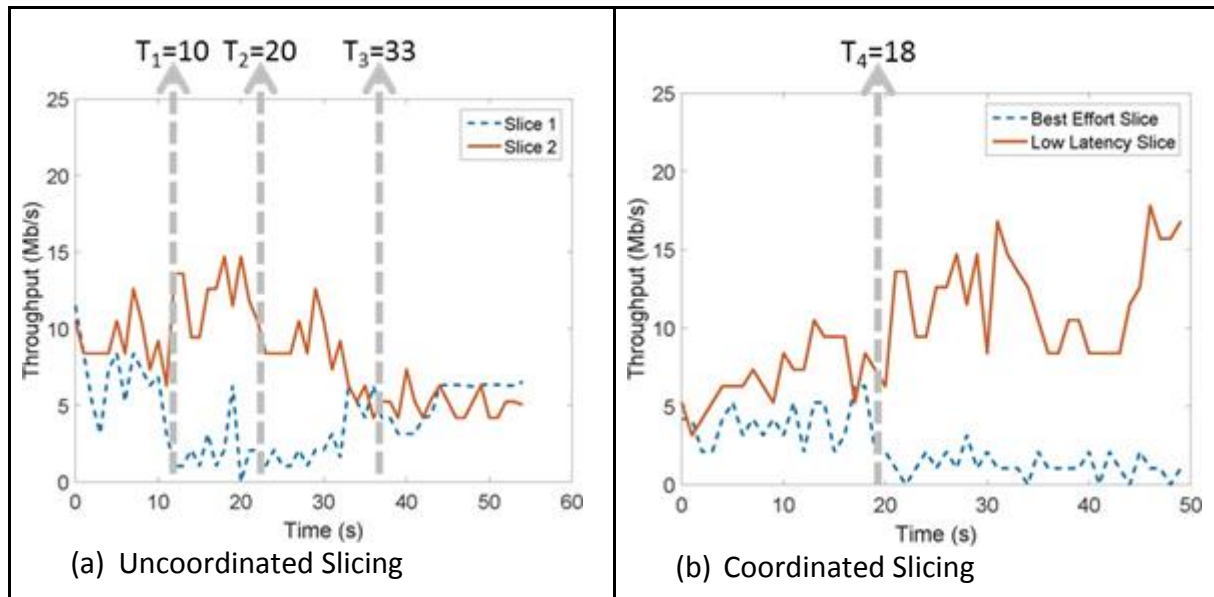 T₁=10 T₂=20 T₃=33
25
20
15
10
5
0
Throughput (Mb/s)
Slice 1
Slice 2
0 10 20 30 40 50 60
Time (s)
(a) Uncoordinated Slicing
T₄=18
25
20
15
10
5
0
Throughput (Mb/s)
Best Effort Slice
Low Latency Slice
0 10 20 30 40 50
Time (s)
(b) Coordinated Slicing